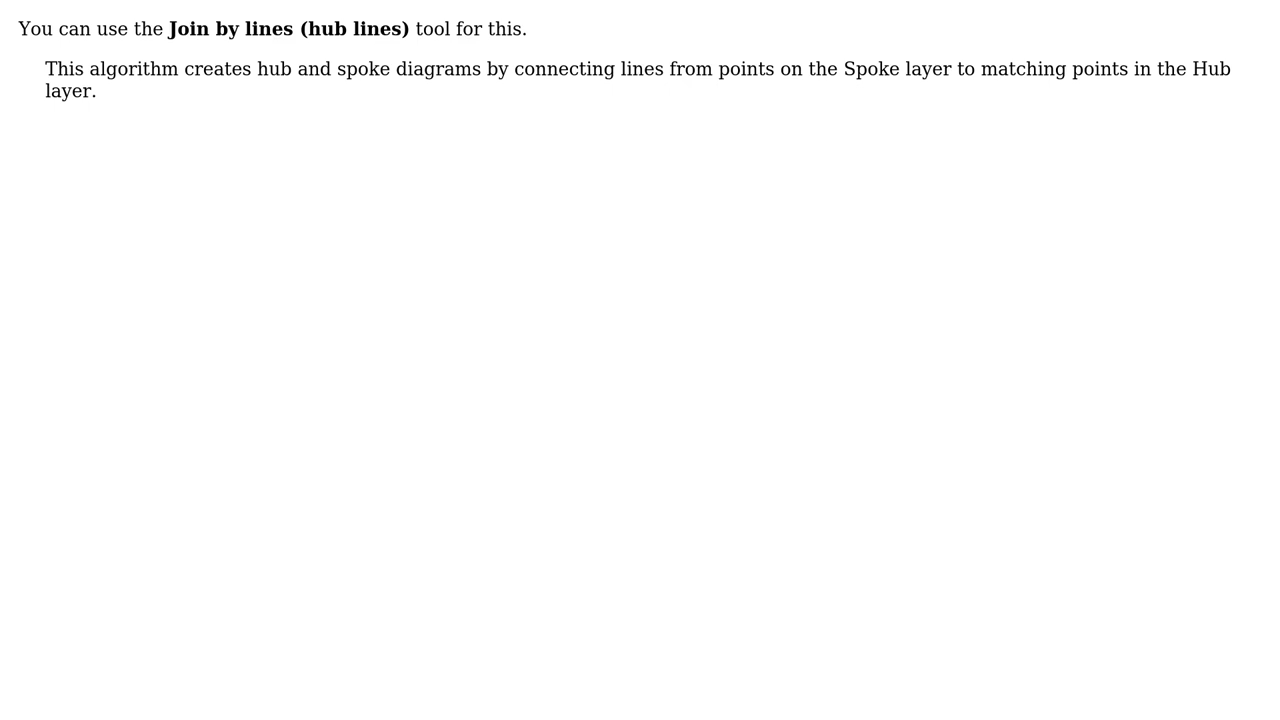 You can use the Join by lines (hub lines) tool for this.
This algorithm creates hub and spoke diagrams by connecting lines from points on the Spoke layer to matching points in the Hub
layer.